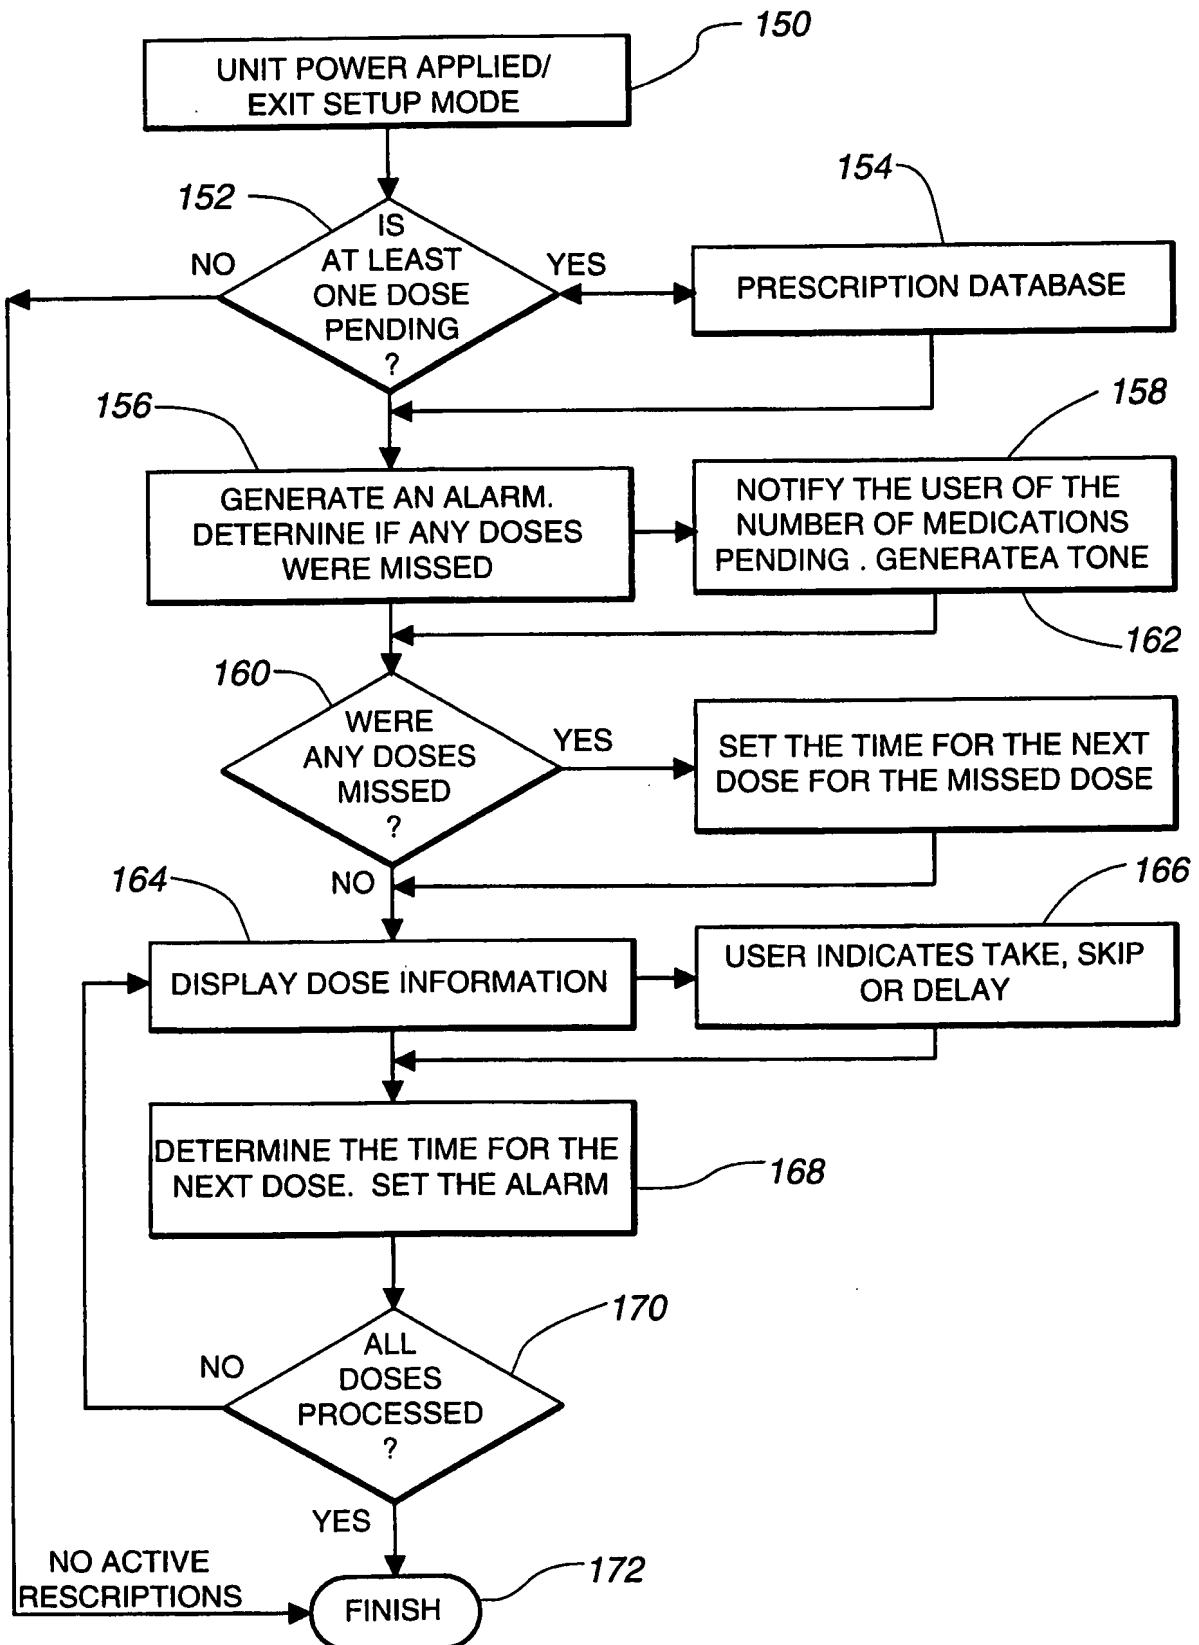 150
UNIT POWER APPLIED/
EXIT SETUP MODE
154
152
IS
AT LEAST
ONE DOSE
PENDING
?
NO
YES
PRESCRIPTION DATABASE
156
158
GENERATE AN ALARM.
DETERNINE IF ANY DOSES
WERE MISSED
NOTIFY THE USER OF THE
NUMBER OF MEDICATIONS
PENDING . GENERATEA TONE
162
160
WERE
ANY DOSES
MISSED
?
YES
SET THE TIME FOR THE NEXT
DOSE FOR THE MISSED DOSE
NO
164
166
DISPLAY DOSE INFORMATION
USER INDICATES TAKE, SKIP
OR DELAY
DETERMINE THE TIME FOR THE
NEXT DOSE. SET THE ALARM
168
170
ALL
DOSES
PROCESSED
?
NO
YES
NO ACTIVE
RESCRIPTIONS
172
FINISH